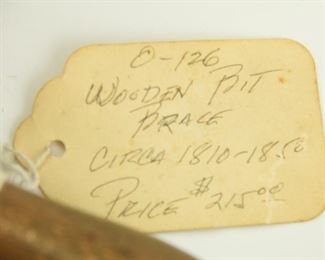 O-126
WOODEN BIT
BRACE
CIRCA 1810-1850
PRICE $215.00